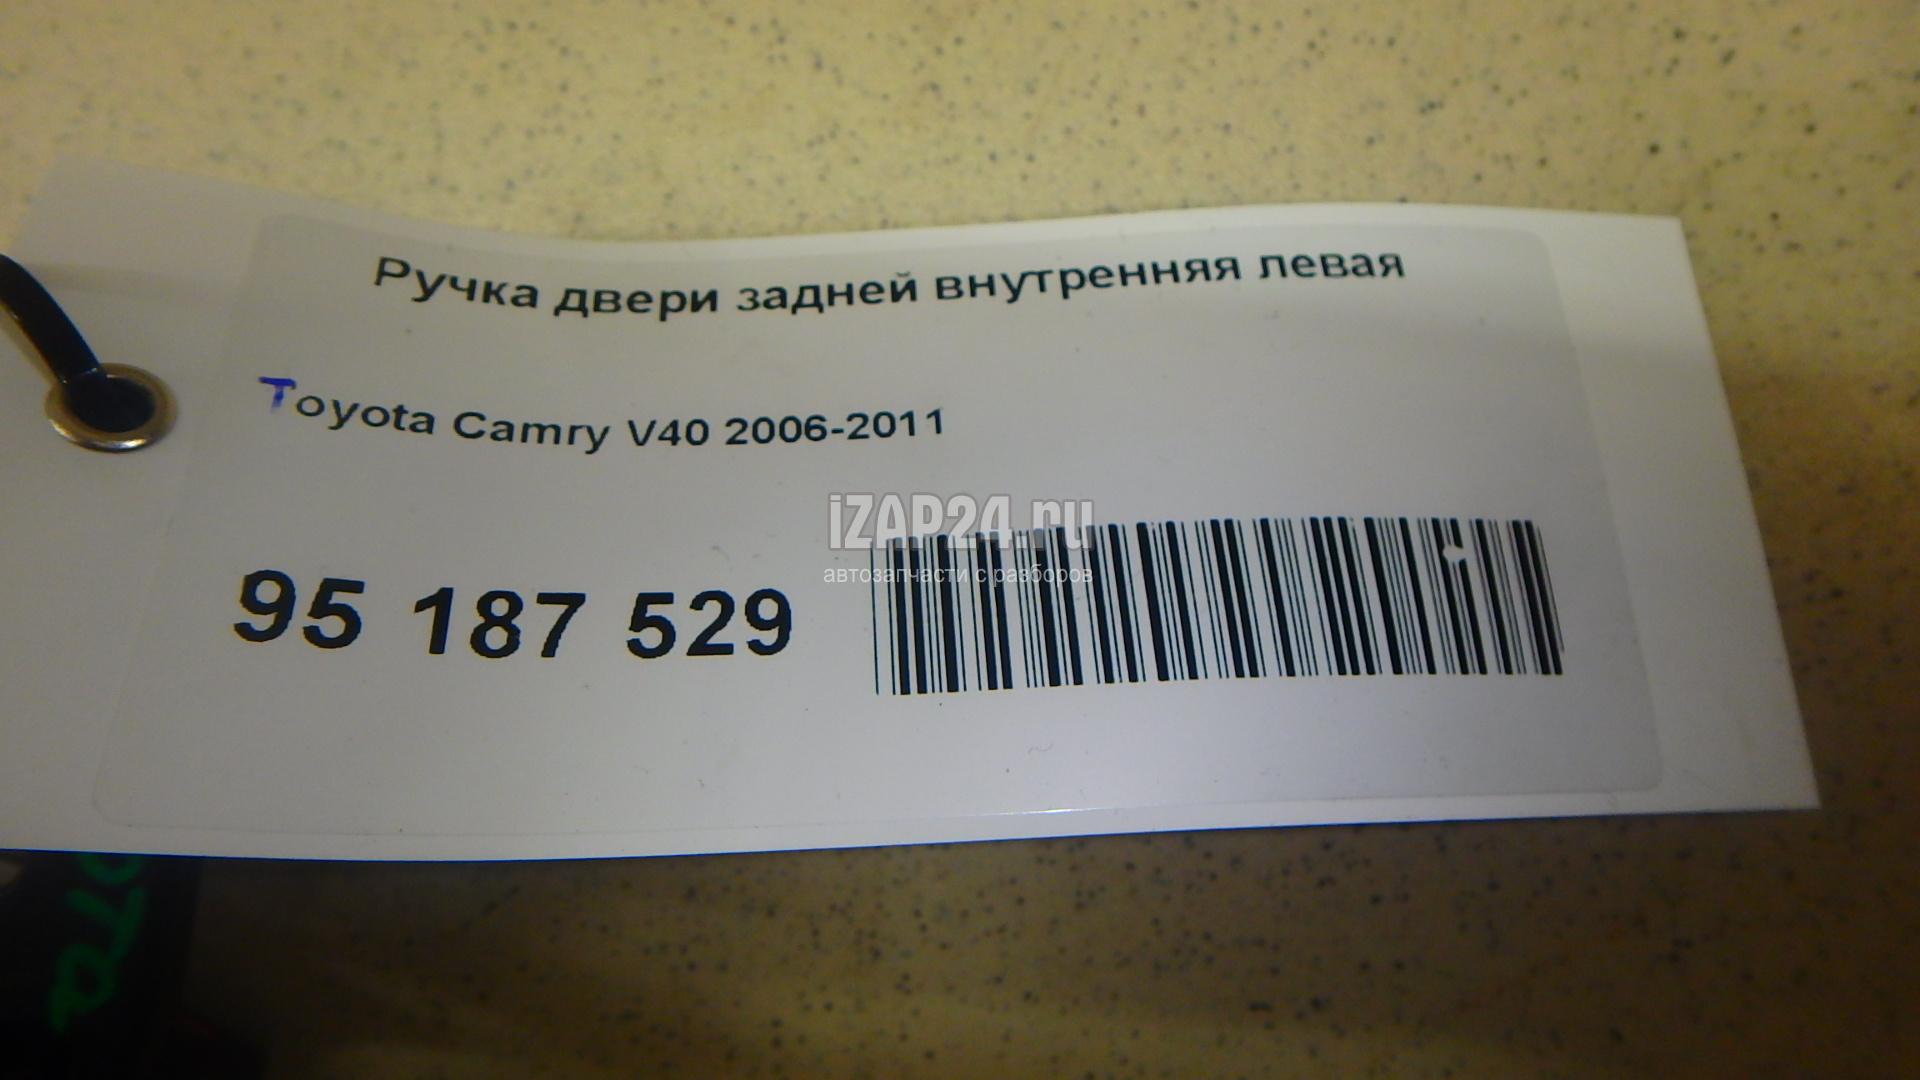 Ручка двери задней внутренняя левая
Toyota Camry V40 2006-2011
iZAP24.ru
автозапчасти с разборов
95 187 529